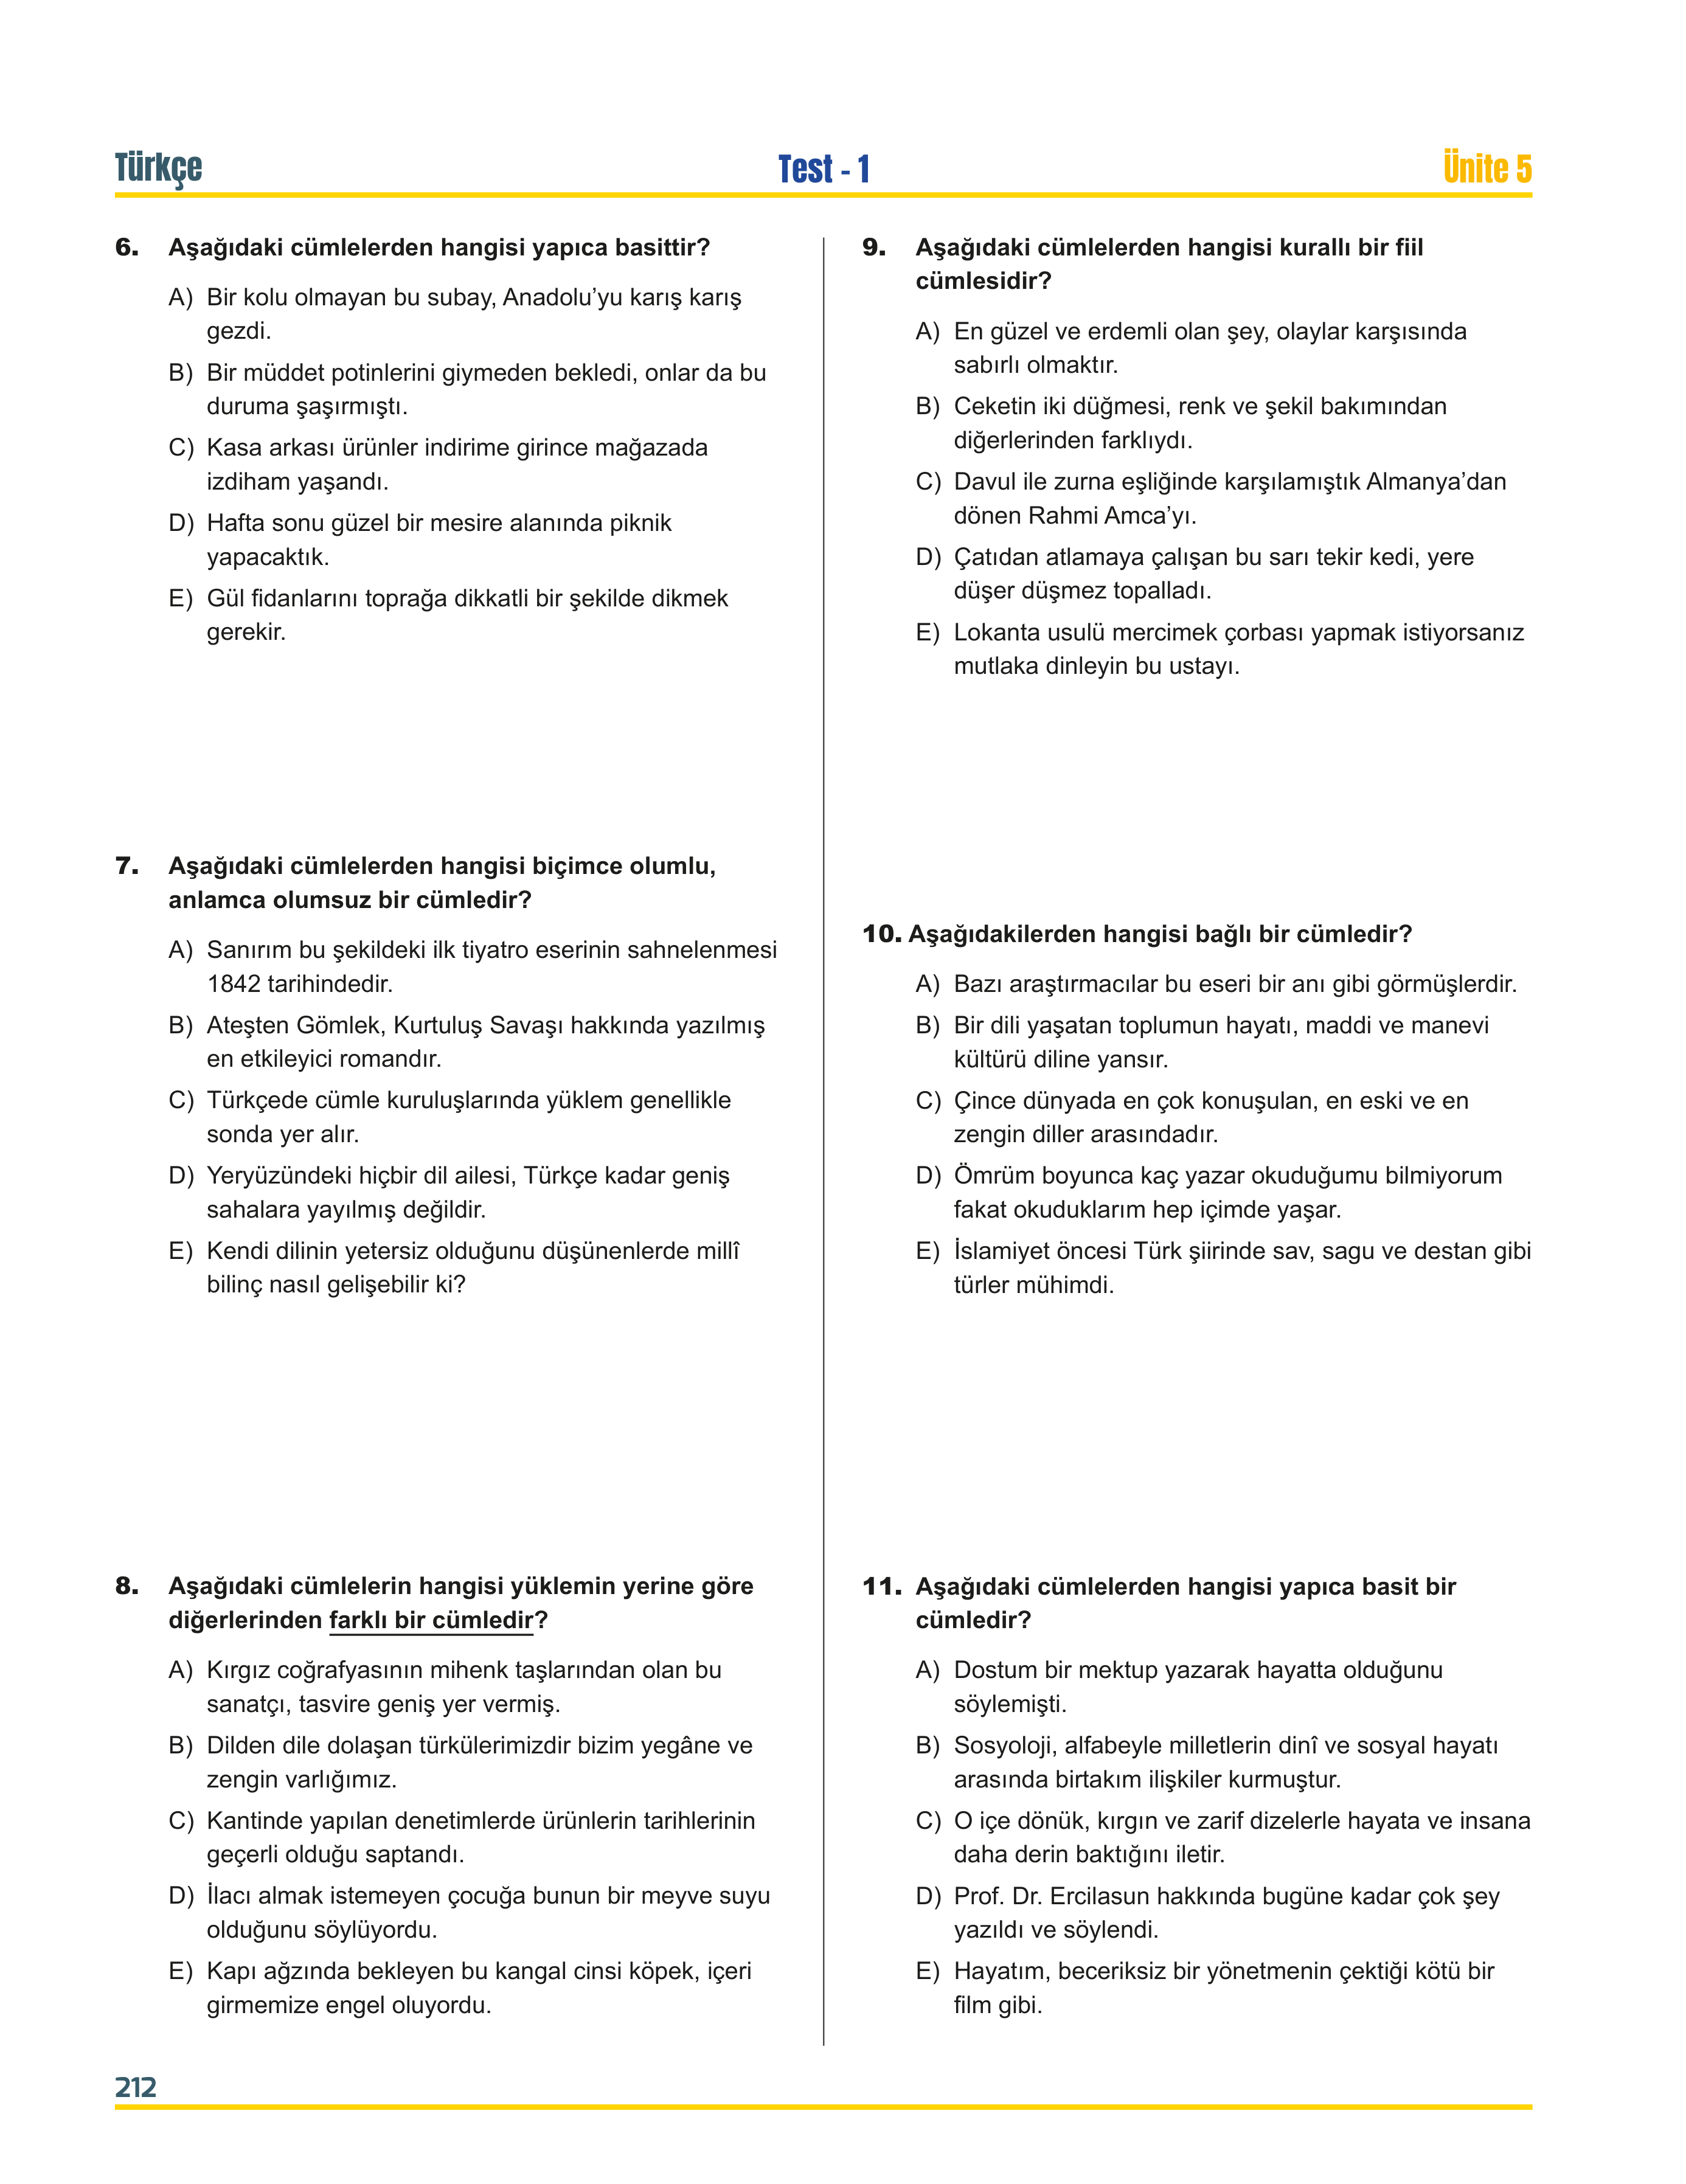 Türkçe
Test - 1
Ünite 5
6. Aşağıdaki cümlelerden hangisi yapıca basittir?
A) Bir kolu olmayan bu subay, Anadolu’yu karış karış
gezdi.
B) Bir müddet potinlerini giymeden bekledi, onlar da bu
duruma şaşırmıştı.
C) Kasa arkası ürünler indirime girince mağazada
izdiham yaşandı.
D) Hafta sonu güzel bir mesire alanında piknik
yapacaktık.
E) Gül fidanlarını toprağa dikkatli bir şekilde dikmek
gerekir.
7. Aşağıdaki cümlelerden hangisi biçimce olumlu,
anlamca olumsuz bir cümledir?
A) Sanırım bu şekildeki ilk tiyatro eserinin sahnelenmesi
1842 tarihindedir.
B) Ateşten Gömlek, Kurtuluş Savaşı hakkında yazılmış
en etkileyici romandır.
C) Türkçede cümle kuruluşlarında yüklem genellikle
sonda yer alır.
D) Yeryüzündeki hiçbir dil ailesi, Türkçe kadar geniş
sahalara yayılmış değildir.
E) Kendi dilinin yetersiz olduğunu düşünenlerde millî
bilinç nasıl gelişebilir ki?
8. Aşağıdaki cümlelerin hangisi yüklemin yerine göre
diğerlerinden farklı bir cümledir?
A) Kırgız coğrafyasının mihenk taşlarından olan bu
sanatçı, tasvire geniş yer vermiş.
B) Dilden dile dolaşan türkülerimizdir bizim yegâne ve
zengin varlığımız.
C) Kantinde yapılan denetimlerde ürünlerin tarihlerinin
geçerli olduğu saptandı.
D) İlacı almak istemeyen çocuğa bunun bir meyve suyu
olduğunu söylüyordu.
E) Kapı ağzında bekleyen bu kangal cinsi köpek, içeri
girmemize engel oluyordu.
9. Aşağıdaki cümlelerden hangisi kurallı bir fiil
cümlesidir?
A) En güzel ve erdemli olan şey, olaylar karşısında
sabırlı olmaktır.
B) Ceketin iki düğmesi, renk ve şekil bakımından
diğerlerinden farklıydı.
C) Davul ile zurna eşliğinde karşılamıştık Almanya’dan
dönen Rahmi Amca’yı.
D) Çatıdan atlamaya çalışan bu sarı tekir kedi, yere
düşer düşmez topalladı.
E) Lokanta usulü mercimek çorbası yapmak istiyorsanız
mutlaka dinleyin bu ustayı.
10. Aşağıdakilerden hangisi bağlı bir cümledir?
A) Bazı araştırmacılar bu eseri bir anı gibi görmüşlerdir.
B) Bir dili yaşatan toplumun hayatı, maddi ve manevi
kültürü diline yansır.
C) Çince dünyada en çok konuşulan, en eski ve en
zengin diller arasındadır.
D) Ömrüm boyunca kaç yazar okuduğumu bilmiyorum
fakat okuduklarım hep içimde yaşar.
E) İslamiyet öncesi Türk şiirinde sav, sagu ve destan gibi
türler mühimdi.
11. Aşağıdaki cümlelerden hangisi yapıca basit bir
cümledir?
A) Dostum bir mektup yazarak hayatta olduğunu
söylemişti.
B) Sosyoloji, alfabeyle milletlerin dinî ve sosyal hayatı
arasında birtakım ilişkiler kurmuştur.
C) O içe dönük, kırgın ve zarif dizelerle hayata ve insana
daha derin baktığını iletir.
D) Prof. Dr. Ercilasun hakkında bugüne kadar çok şey
yazıldı ve söylendi.
E) Hayatım, beceriksiz bir yönetmenin çektiği kötü bir
film gibi.
212